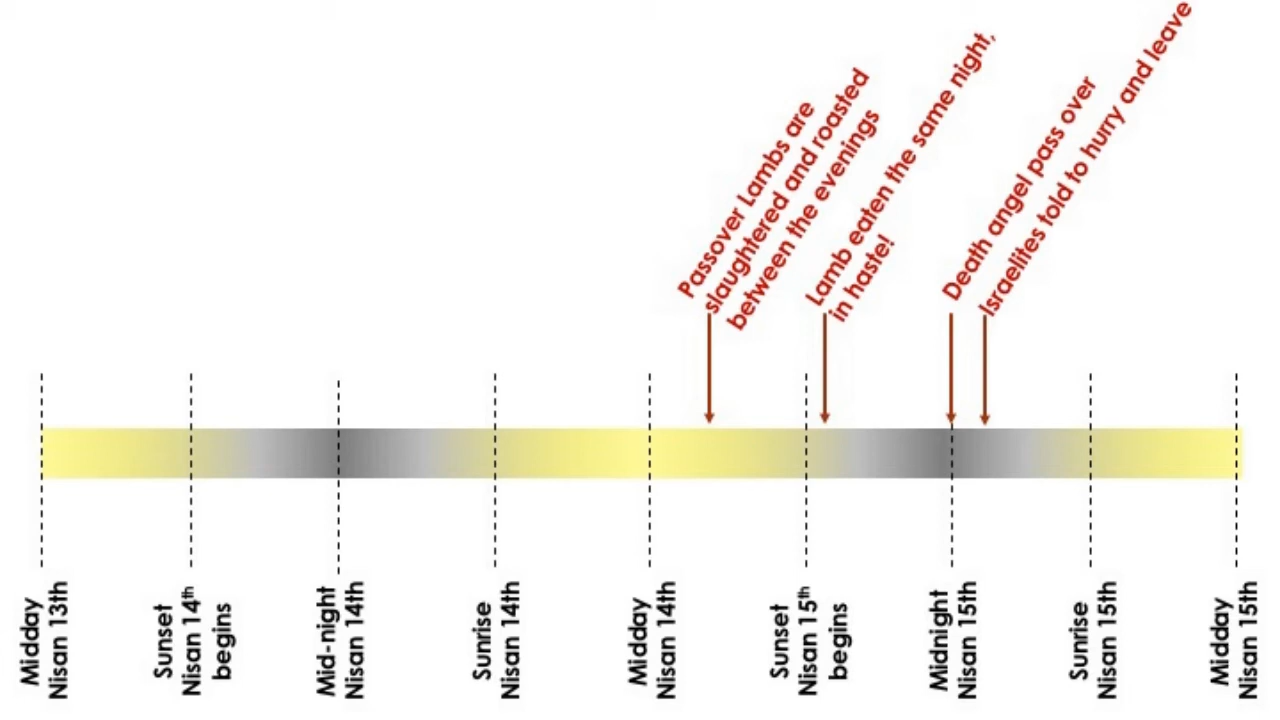 Passover Lambs are
slaughtered and roasted
between the evenings
Lamb eaten the same night,
in haste!
Death angel pass over
Israelites told to hurry and leave
Midday
Nisan 13th
Sunset
Nisan 14th
begins
Mid-night
Nisan 14th
Sunrise
Nisan 14th
Midday
Nisan 14th
Sunset
Nisan 15th
begins
Midnight
Nisan 15th
Sunrise
Nisan 15th
Midday
Nisan 15th